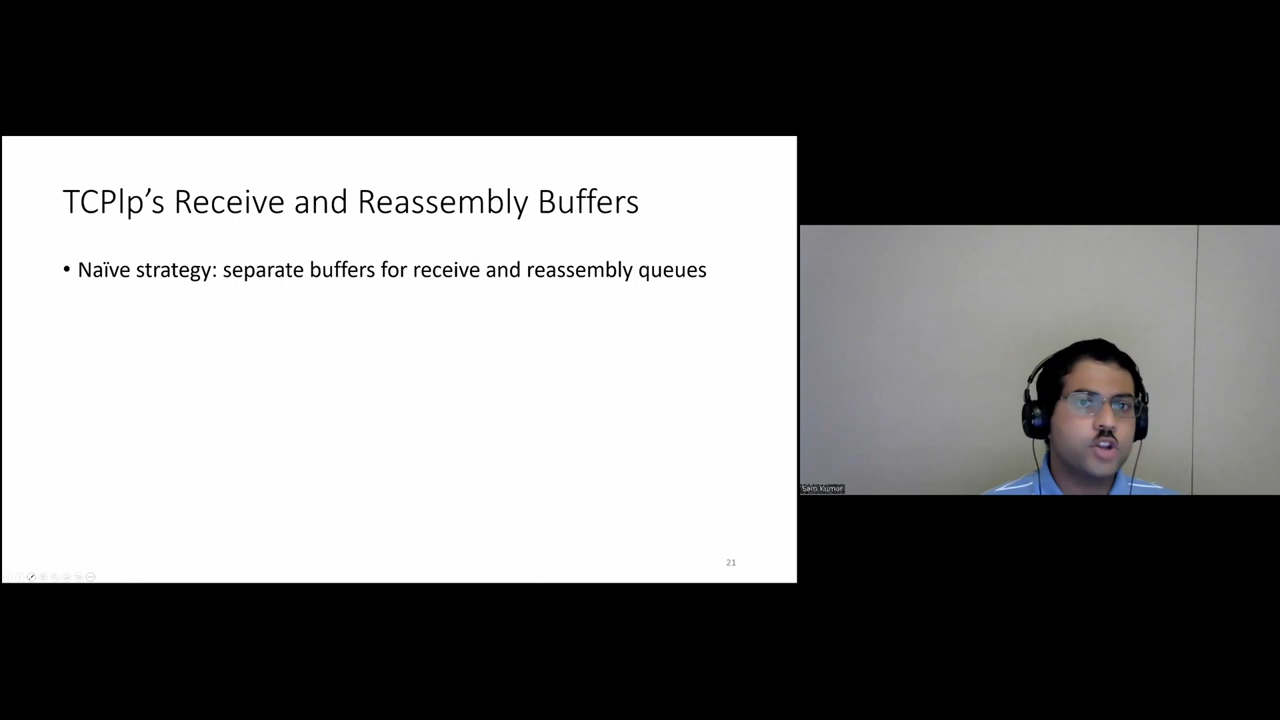 TCPlp’s Receive and Reassembly Buffers
• Naïve strategy: separate buffers for receive and reassembly queues
21
Sam Kumar